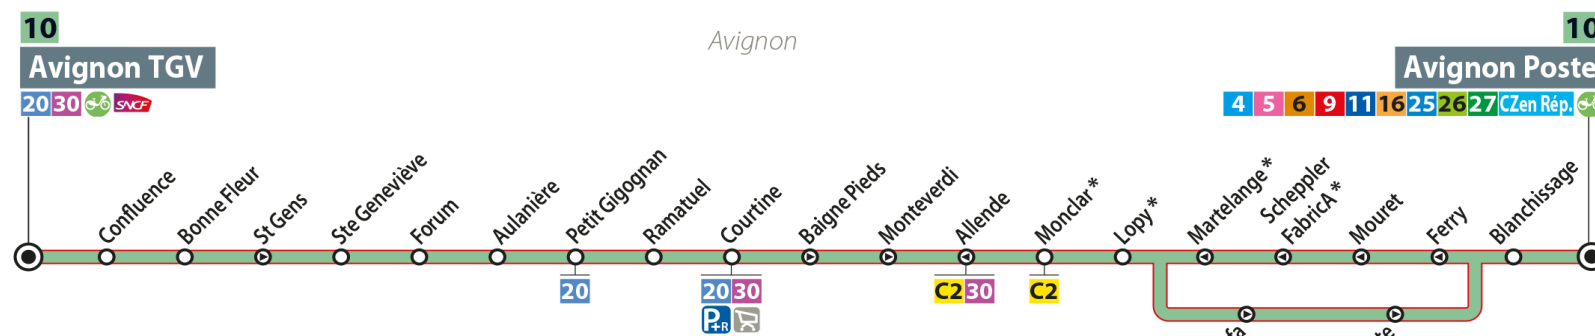 10
Avignon TGV
20 30 SNCF
Avignon
10
Avignon Poste
4 5 6 9 11 16 25 26 27 CZen Rép.
Confluence
Bonne Fleur
St Gens
Ste Geneviève
Forum
Aulanière
Petit Gigognan
Ramatuel
Courtine
Baigne Pieds
Monteverdi
Allende
Monclar*
Lopy*
Martelange*
Scheppler
FabricA*
Mouret
Ferry
Blanchissage
20
20 30
P+R
C2 30
C2